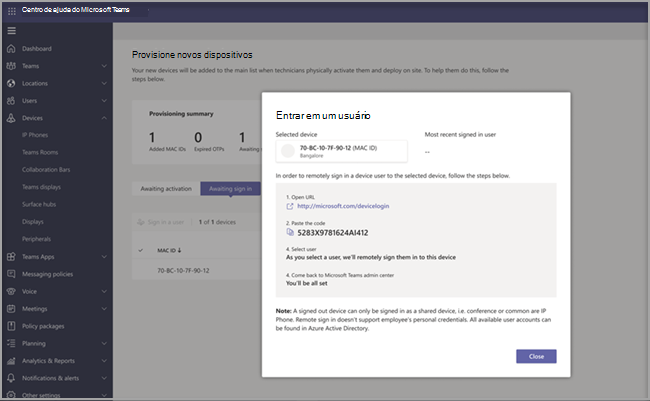 Centro de ajuda do Microsoft Teams
Dashboard
Teams
Locations
Users
Devices
IP Phones
Teams Rooms
Collaboration Bars
Teams displays
Surface hubs
Displays
Peripherals
Teams Apps
Messaging policies
Voice
Meetings
Policy packages
Planning
Analytics & Reports
Notifications & alerts
Other settings
Provisione novos dispositivos
Your new devices will be added to the main list when technicians physically activate them and deploy on site. To help them do this, follow the
steps below.
Provisioning summary
1
0
1
Added MAC IDs
Expired OTPs
Awaiting
Awaiting activation
Awaiting sign in
Sign in a user
1 of 1 devices
MAC ID ↓
70-BC-10-7F-90-12
Entrar em um usuário
Selected device
Most recent signed in user
70-BC-10-7F-90-12 (MAC ID)
Bangalore
--
In order to remotely sign in a device user to the selected device, follow the steps below.
1. Open URL
http://microsoft.com/devicelogin
2. Paste the code
5283X9781624AI412
4. Select user
As you select a user, we'll remotely sign them in to this device
4. Come back to Microsoft Teams admin center
You'll be all set
Note: A signed out device can only be signed in as a shared device, i.e. conference or common are IP
Phone. Remote sign in doesn't support employee's personal credentials. All available user accounts can
be found in Azure Active Directory.
Close